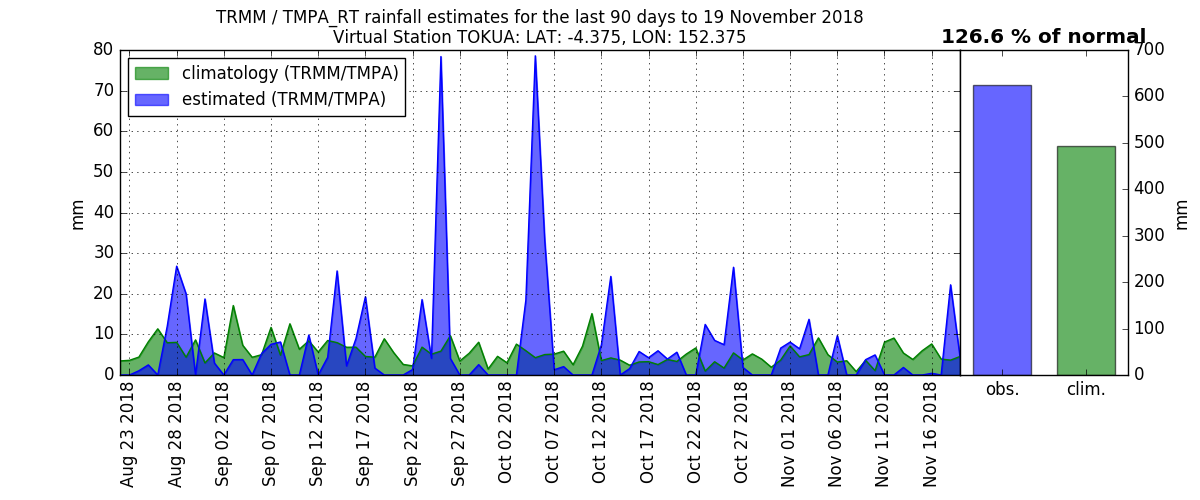 TRMM / TMPA_RT rainfall estimates for the last 90 days to 19 November 2018
Virtual Station TOKUA: LAT: -4.375, LON: 152.375
126.6 % of normal
climatology (TRMM/TMPA)
estimated (TRMM/TMPA)
mm
80
70
60
50
40
30
20
10
0
Aug 23 2018
Aug 28 2018
Sep 02 2018
Sep 07 2018
Sep 12 2018
Sep 17 2018
Sep 22 2018
Sep 27 2018
Oct 02 2018
Oct 07 2018
Oct 12 2018
Oct 17 2018
Oct 22 2018
Oct 27 2018
Nov 01 2018
Nov 06 2018
Nov 11 2018
Nov 16 2018
obs.
clim.
700
600
500
400
300
200
100
0
mm